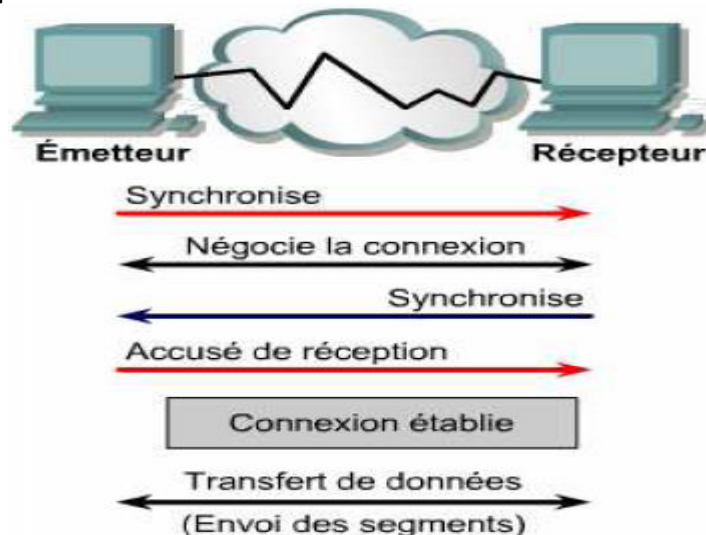 Émetteur
Récepteur
Synchronise
Négocie la connexion
Synchronise
Accusé de réception
Connexion établie
Transfert de données
(Envoi des segments)